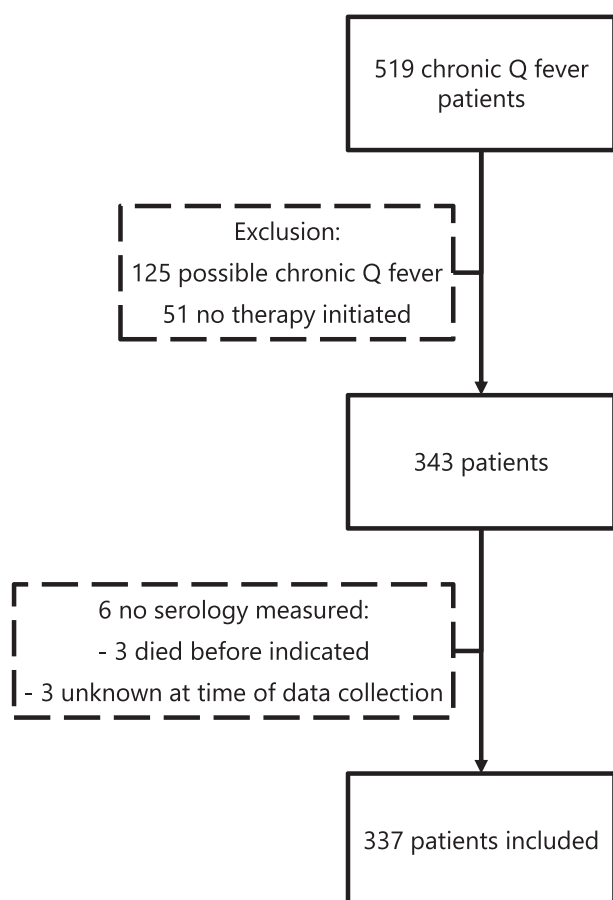 519 chronic Q fever
patients
Exclusion:
125 possible chronic Q fever
51 no therapy initiated
343 patients
6 no serology measured:
- 3 died before indicated
- 3 unknown at time of data collection
337 patients included